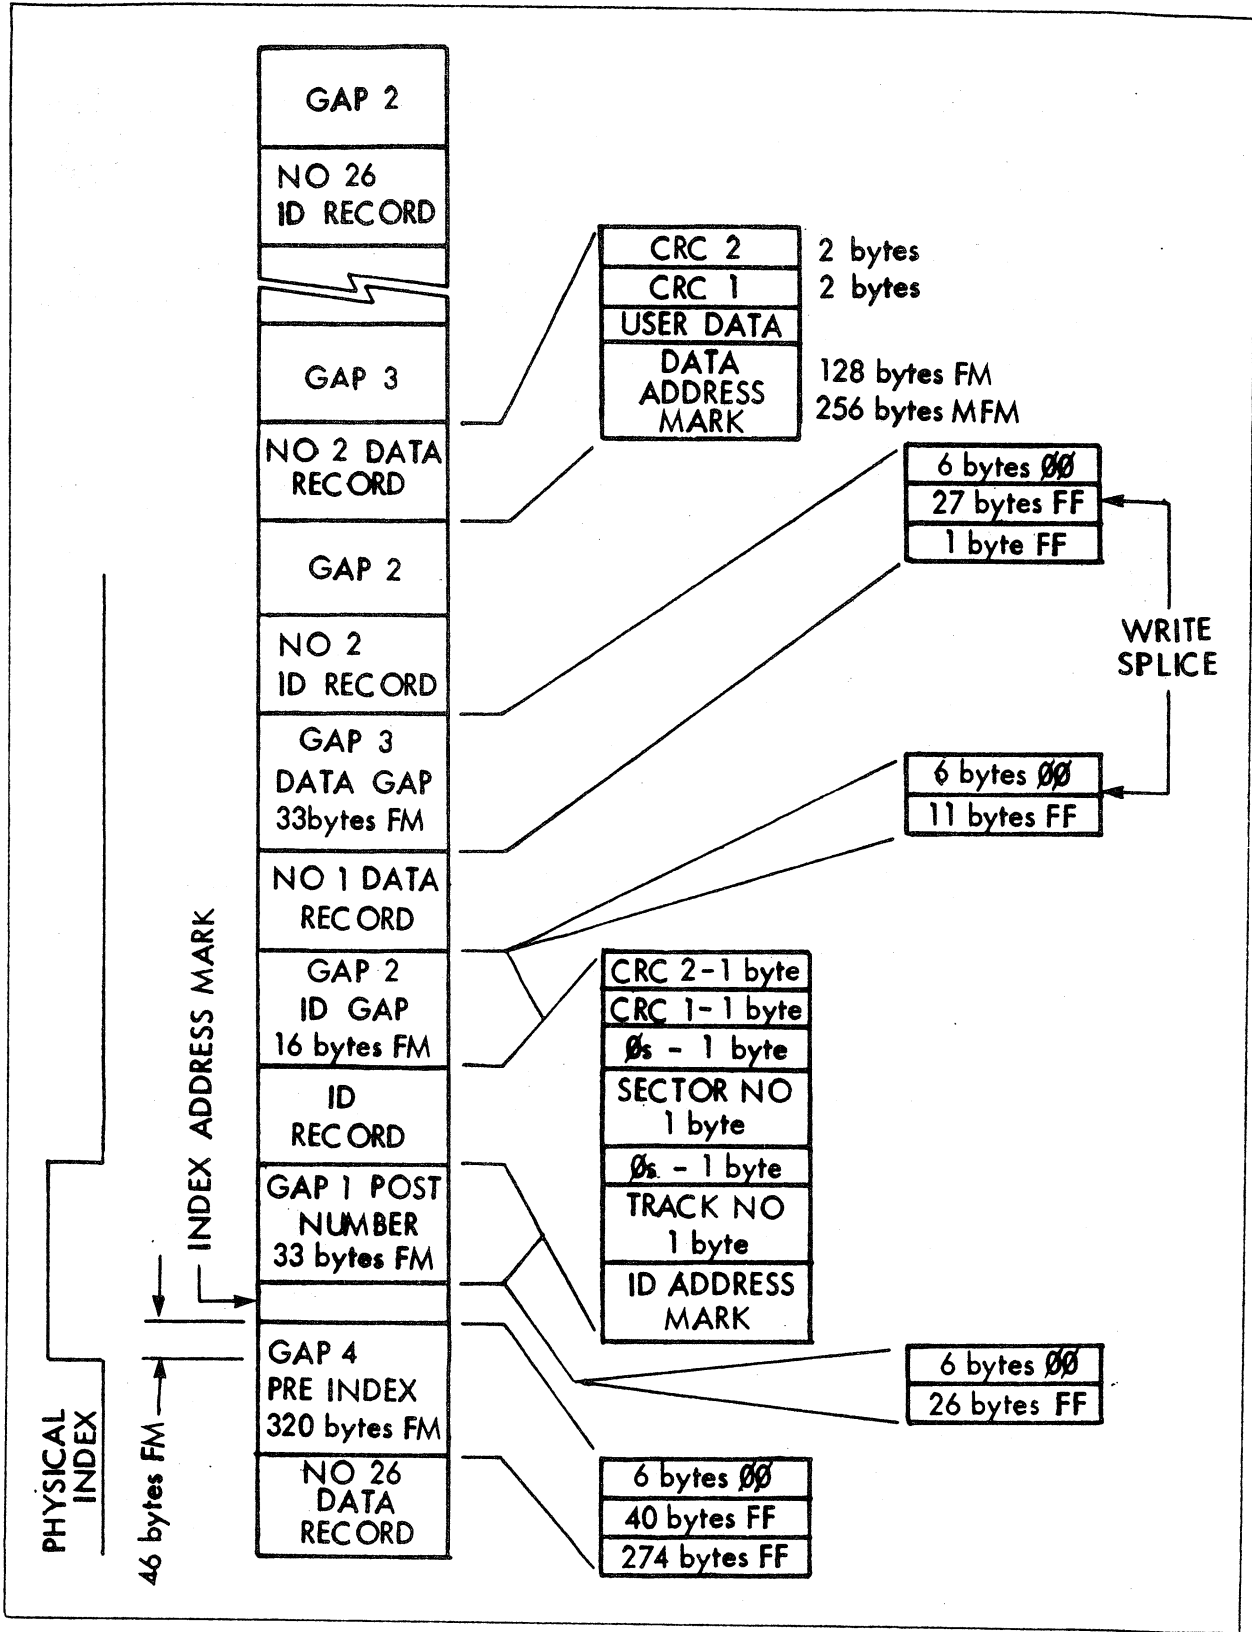 GAP 2
NO 26
ID RECORD
GAP 3
NO 2 DATA
RECORD
GAP 2
NO 2
ID RECORD
GAP 3
DATA GAP
33bytes FM
NO 1 DATA
RECORD
GAP 2
ID GAP
16 bytes FM
ID
RECORD
GAP 1 POST
NUMBER
33 bytes FM
GAP 4
PRE INDEX
320 bytes FM
NO 26
DATA
RECORD
CRC 2
2 bytes
CRC 1
2 bytes
USER DATA
DATA
ADDRESS
MARK
128 bytes FM
256 bytes MFM
6 bytes ØØ
27 bytes FF
1 byte FF
WRITE
SPLICE
6 bytes ØØ
11 bytes FF
CRC 2-1 byte
CRC 1-1 byte
Øs - 1 byte
SECTOR NO
1 byte
Øs - 1 byte
TRACK NO
1 byte
ID ADDRESS
MARK
6 bytes ØØ
26 bytes FF
6 bytes ØØ
40 bytes FF
274 bytes FF
INDEX ADDRESS MARK
PHYSICAL
INDEX
46 bytes FM